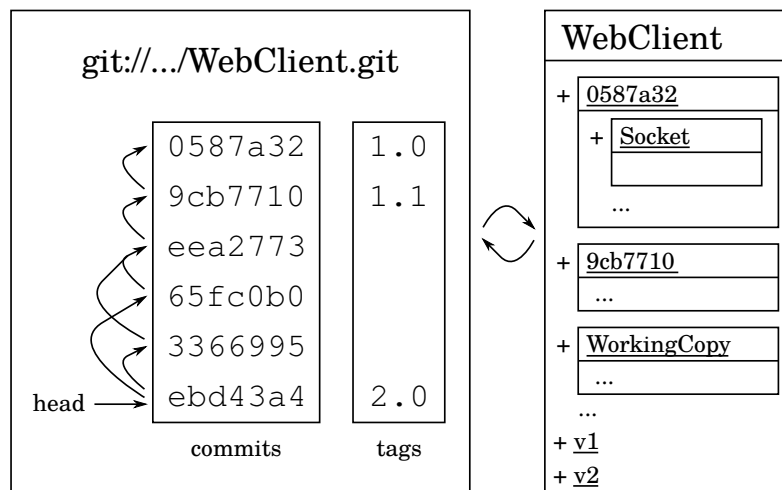 git://.../WebClient.git
0587a32 1.0
9cb7710 1.1
eea2773
65fc0b0
3366995
head ebd43a4 2.0
commits tags
WebClient
+ 0587a32
+ Socket
...
+ 9cb7710
...
+ WorkingCopy
...
...
+ v1
+ v2